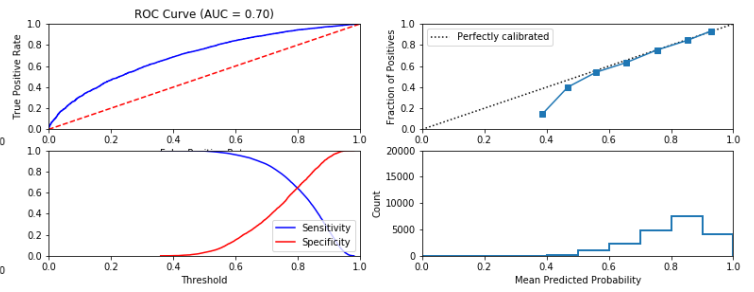 ROC Curve (AUC = 0.70)
True Positive Rate
1.0
0.8
0.6
0.4
0.2
0.0
0.0 0.2 0.4 0.6 0.8 1.0
Perfectly calibrated
Fraction of Positives
1.0
0.8
0.6
0.4
0.2
0.0
0.0 0.2 0.4 0.6 0.8 1.0
1.0
0.8
0.6
0.4
0.2
0.0
Sensitivity
Specificity
0.0 0.2 0.4 0.6 0.8 1.0
Threshold
Count
20000
15000
10000
5000
0
0.0 0.2 0.4 0.6 0.8 1.0
Mean Predicted Probability